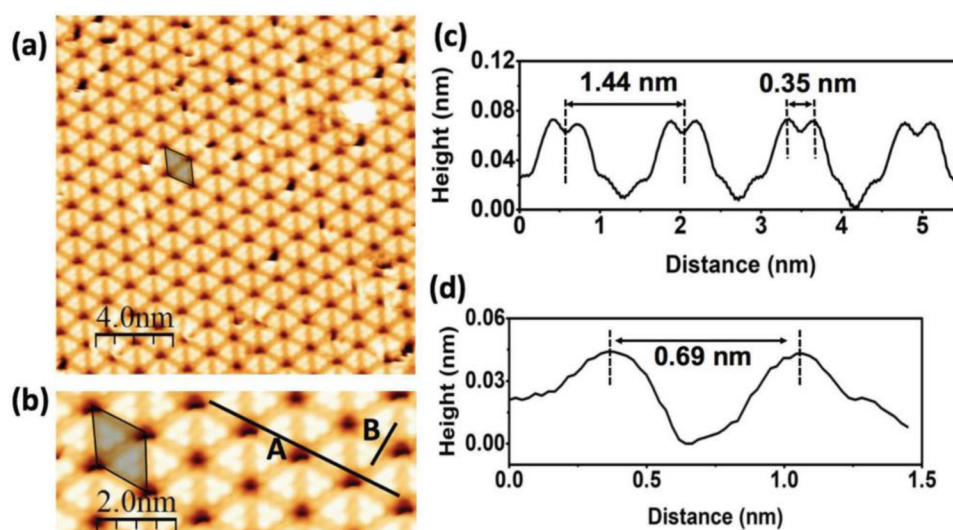 (a)
4.0nm
(b)
A
B
2.0nm
(c)
Height (nm)
0.12
0.08
0.04
0.00
1.44 nm
0.35 nm
0 1 2 3 4 5
Distance (nm)
(d)
Height (nm)
0.06
0.03
0.00
0.69 nm
0.0 0.5 1.0 1.5
Distance (nm)